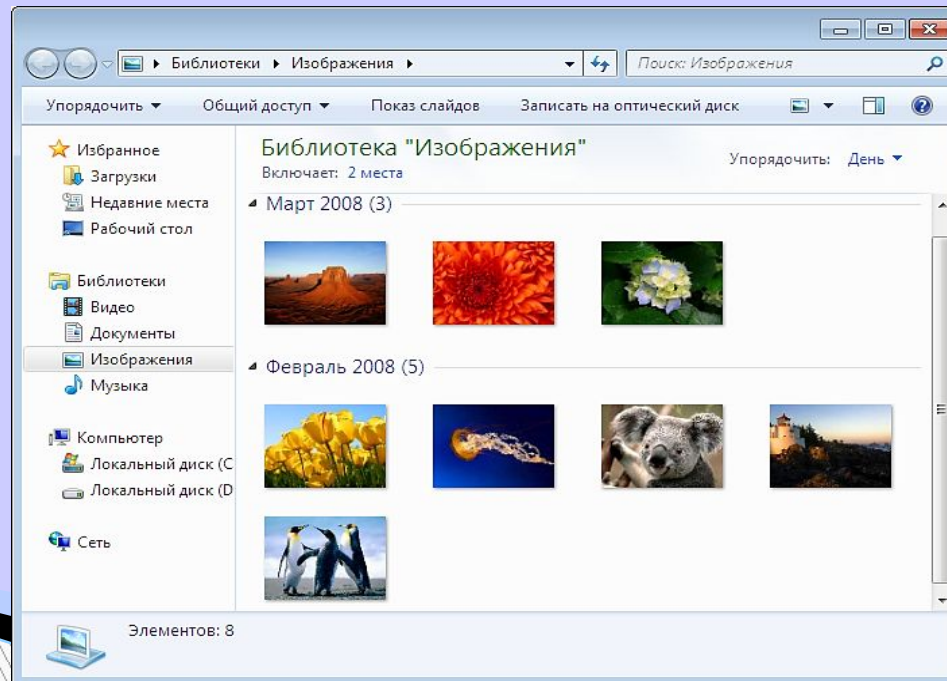 Библиотеки Изображения
Поиск: Изображения
Упорядочить Общий доступ Показ слайдов Записать на оптический диск
Избранное
Загрузки
Недавние места
Рабочий стол
Библиотеки
Видео
Документы
Изображения
Музыка
Компьютер
Локальный диск (C
Локальный диск (D
Сеть
Библиотека "Изображения"
Включает: 2 места
Упорядочить: День
Март 2008 (3)
Февраль 2008 (5)
Элементов: 8